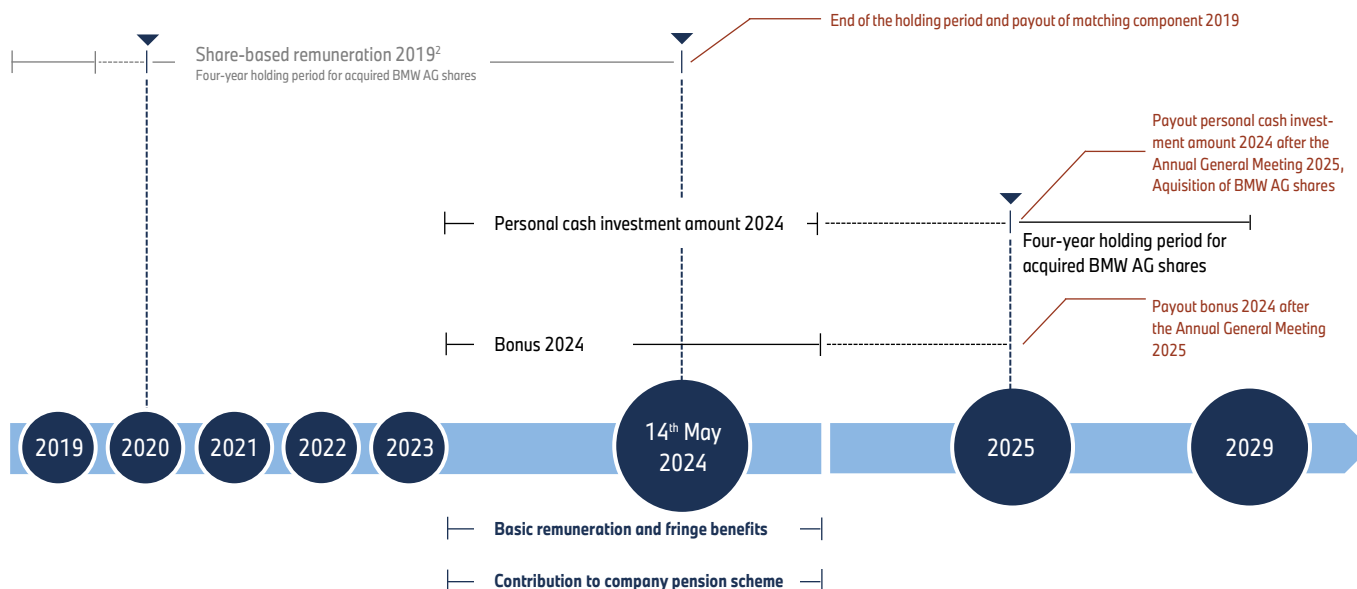 End of the holding period and payout of matching component 2019
Share-based remuneration 2019²
Four-year holding period for acquired BMW AG shares
Payout personal cash invest-
ment amount 2024 after the
Annual General Meeting 2025,
Aquisition of BMW AG shares
Personal cash investment amount 2024
Four-year holding period for
acquired BMW AG shares
Payout bonus 2024 after
the Annual General Meeting
2025
Bonus 2024
2019
2020
2021
2022
2023
14th May
2024
2025
2029
Basic remuneration and fringe benefits
Contribution to company pension scheme